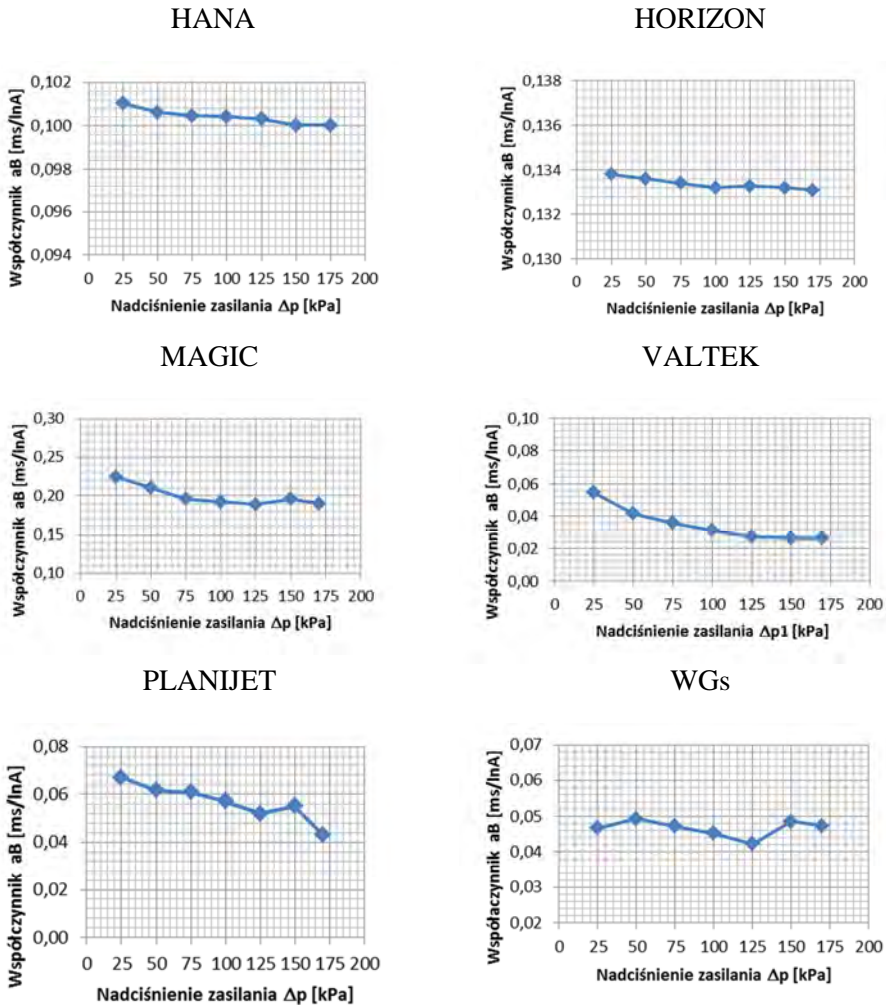 HANA
Współczynnik aB [ms/lnA]
0,102
0,100
0,098
0,096
0,094
0 25 50 75 100 125 150 175 200
Nadciśnienie zasilania Δp [kPa]
HORIZON
Współczynnik aB [ms/lnA]
0,138
0,136
0,134
0,132
0,130
0 25 50 75 100 125 150 175 200
Nadciśnienie zasilania Δp [kPa]
MAGIC
Współczynnik aB [ms/lnA]
0,30
0,25
0,20
0,15
0,10
0 25 50 75 100 125 150 175 200
Nadciśnienie zasilania Δp [kPa]
VALTEK
Współczynnik aB [ms/lnA]
0,10
0,08
0,06
0,04
0,02
0,00
0 25 50 75 100 125 150 175 200
Nadciśnienie zasilania Δp1 [kPa]
PLANIJET
Współczynnik aB [ms/lnA]
0,08
0,06
0,04
0,02
0,00
0 25 50 75 100 125 150 175 200
Nadciśnienie zasilania Δp [kPa]
WGs
Współaczynnik aB [ms/lnA]
0,07
0,06
0,05
0,04
0,03
0,02
0 25 50 75 100 125 150 175 200
Nadciśnienie zasilania Δp [kPa]